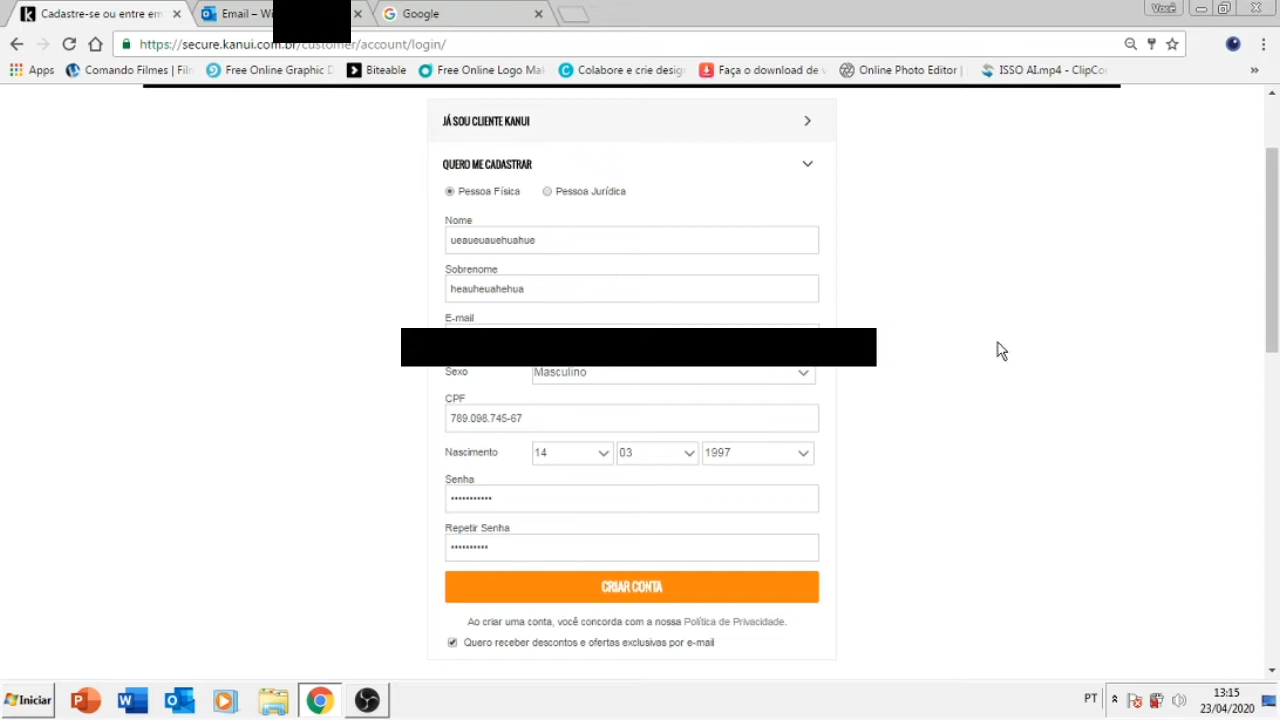 Cadastre-se ou entre em
Email – Wi
Google
Você
https://secure.kanui.com.br/customer/account/login/
Apps
Comando Filmes | Film
Free Online Graphic D
Biteable
Free Online Logo Mak
Colabore e crie desig
Faça o download de v
Online Photo Editor |
ISSO AI.mp4 - ClipCo
»
JÁ SOU CLIENTE KANUI
QUERO ME CADASTRAR
Pessoa Física
Pessoa Jurídica
Nome
ueaueuauehuahue
Sobrenome
heauheuahehua
E-mail
Sexo
Masculino
CPF
789.098.745-67
Nascimento
14
03
1997
Senha
•••••••••••
Repetir Senha
••••••••••
CRIAR CONTA
Ao criar uma conta, você concorda com a nossa Política de Privacidade.
Quero receber descontos e ofertas exclusivas por e-mail
Iniciar
PT
13:15
23/04/2020